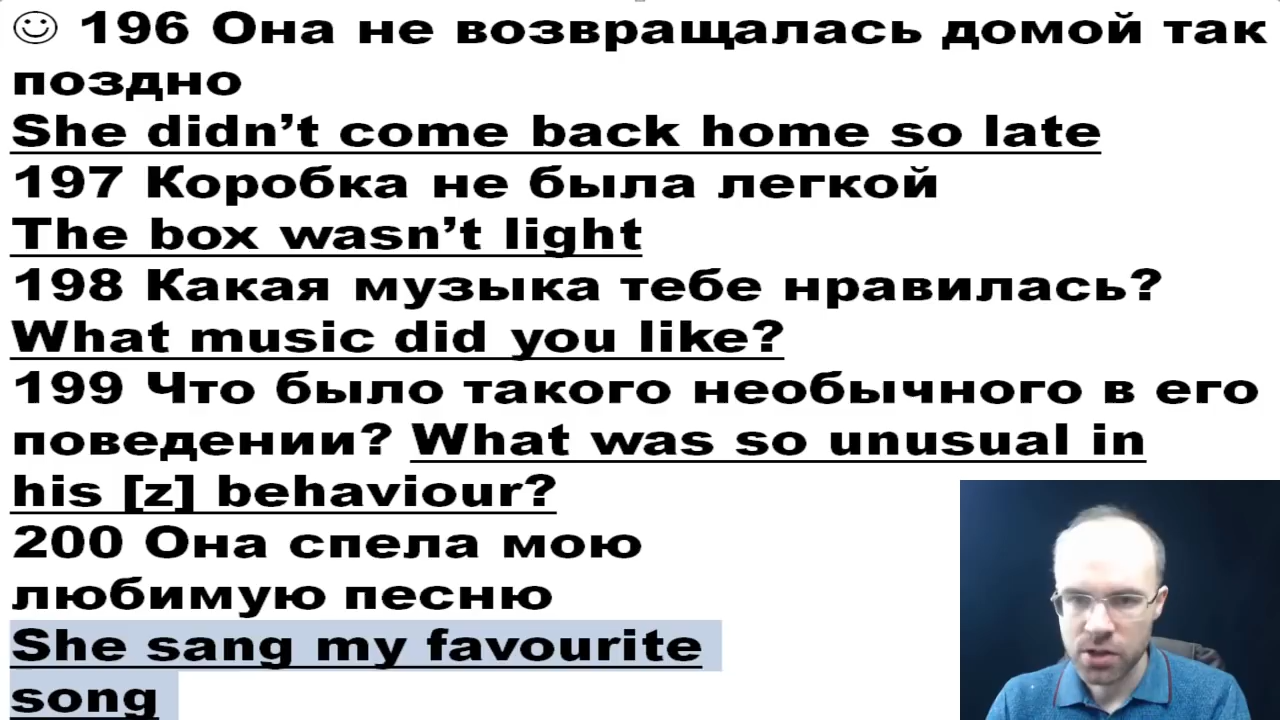 ☺ 196 Она не возвращалась домой так
поздно
She didn’t come back home so late
197 Коробка не была легкой
The box wasn’t light
198 Какая музыка тебе нравилась?
What music did you like?
199 Что было такого необычного в его
поведении? What was so unusual in
his [z] behaviour?
200 Она спела мою
любимую песню
She sang my favourite
song